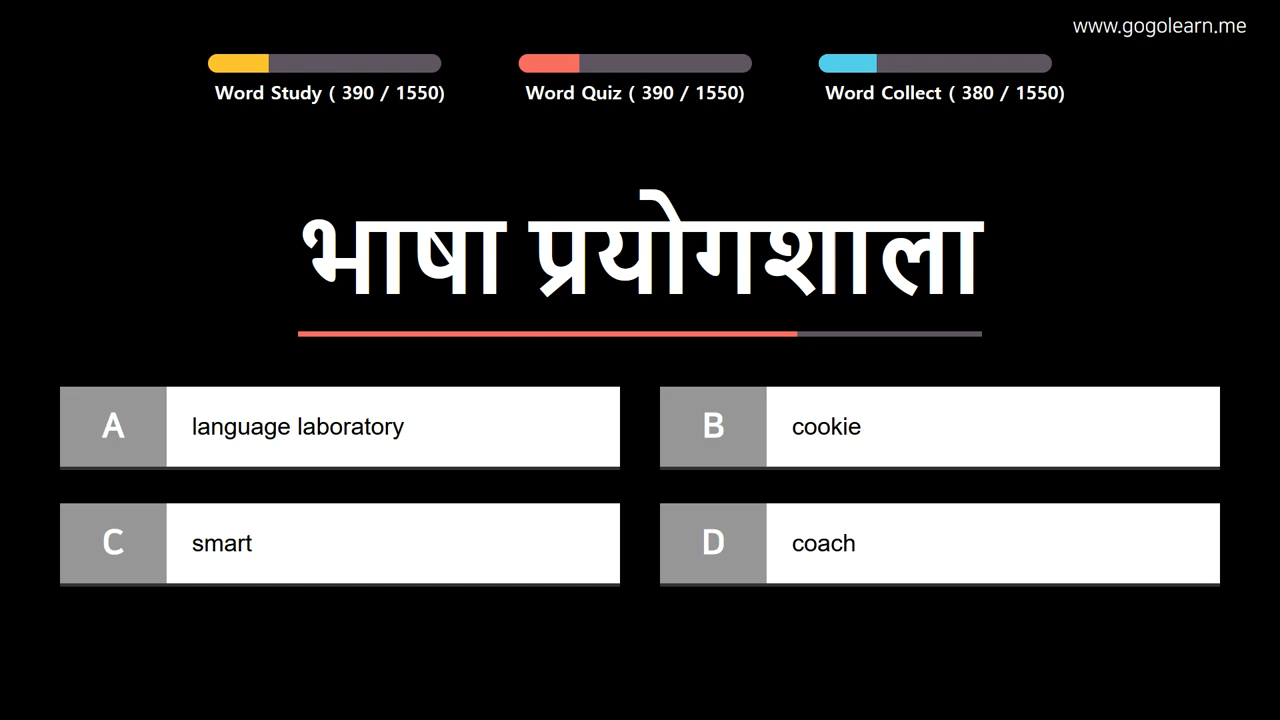 www.gogolearn.me
Word Study ( 390 / 1550)
Word Quiz ( 390 / 1550)
Word Collect ( 380 / 1550)
भाषा प्रयोगशाला
A language laboratory
B cookie
C smart
D coach